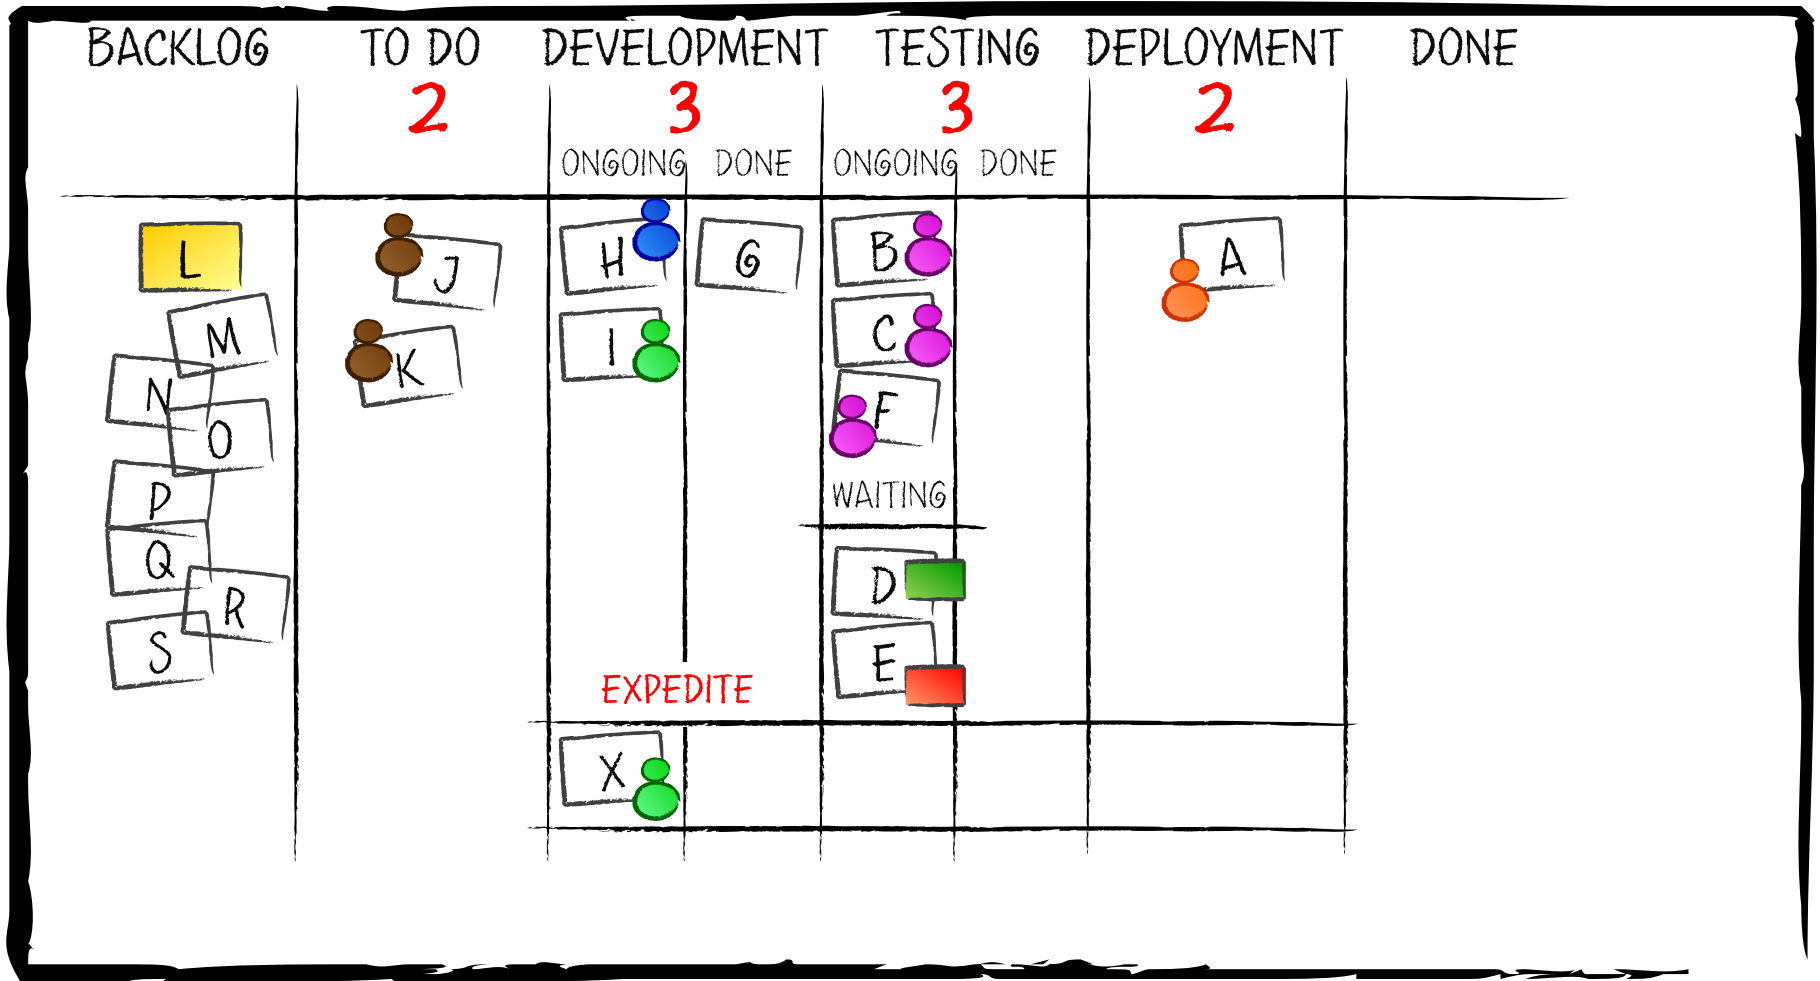 BACKLOG TO DO DEVELOPMENT TESTING DEPLOYMENT DONE
2 3 3 2
ONGOING DONE ONGOING DONE
L
M
N
O
P
Q
R
S
J
K
H
I
G
B
C
F
WAITING
D
E
A
EXPEDITE
X